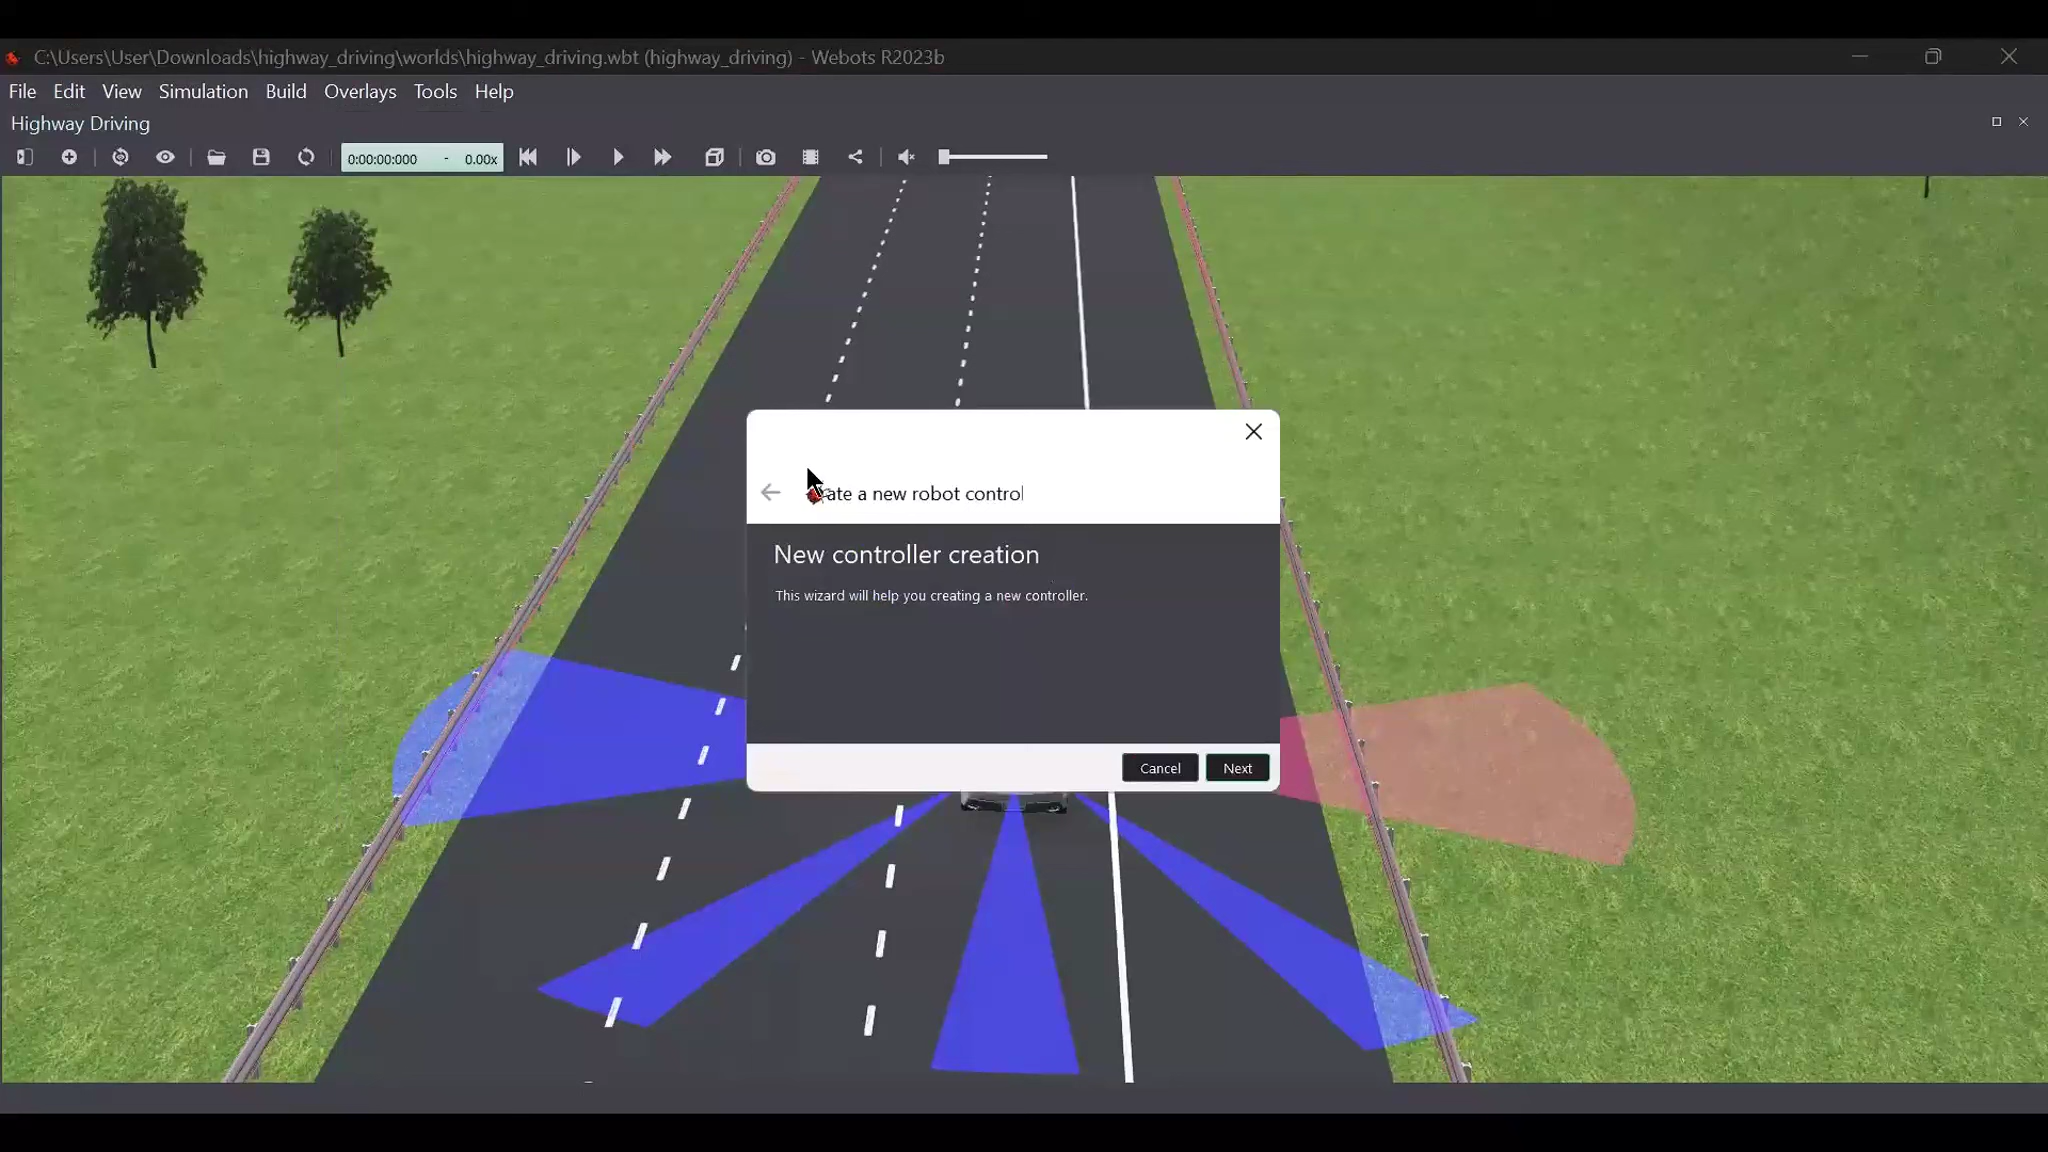 C:\Users\User\Downloads\highway_driving\worlds\highway_driving.wbt (highway_driving) - Webots R2023b
File Edit View Simulation Build Overlays Tools Help
Highway Driving
0:00:00:000 - 0.00x
ate a new robot control
New controller creation
This wizard will help you creating a new controller.
Cancel Next